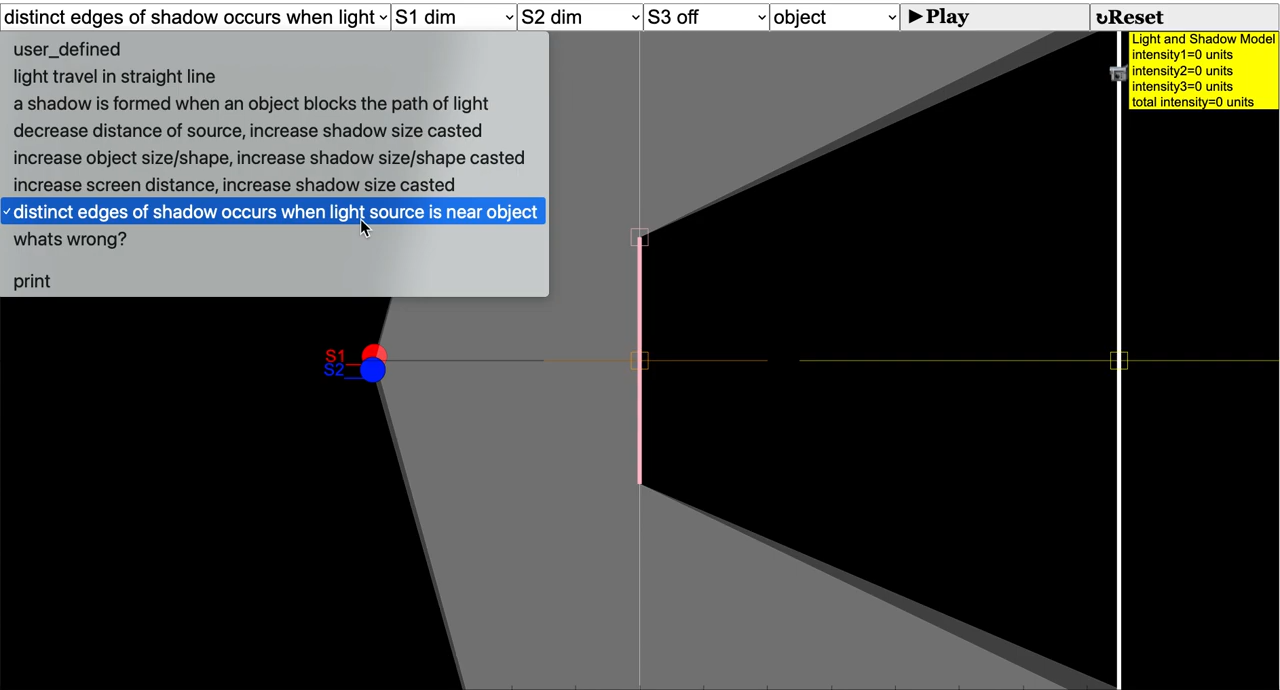 distinct edges of shadow occurs when light
S1 dim
S2 dim
S3 off
object
▶Play
↻Reset
user_defined
light travel in straight line
a shadow is formed when an object blocks the path of light
decrease distance of source, increase shadow size casted
increase object size/shape, increase shadow size/shape casted
increase screen distance, increase shadow size casted
✓distinct edges of shadow occurs when light source is near object
whats wrong?
print
Light and Shadow Model
intensity1=0 units
intensity2=0 units
intensity3=0 units
total intensity=0 units
S1
S2